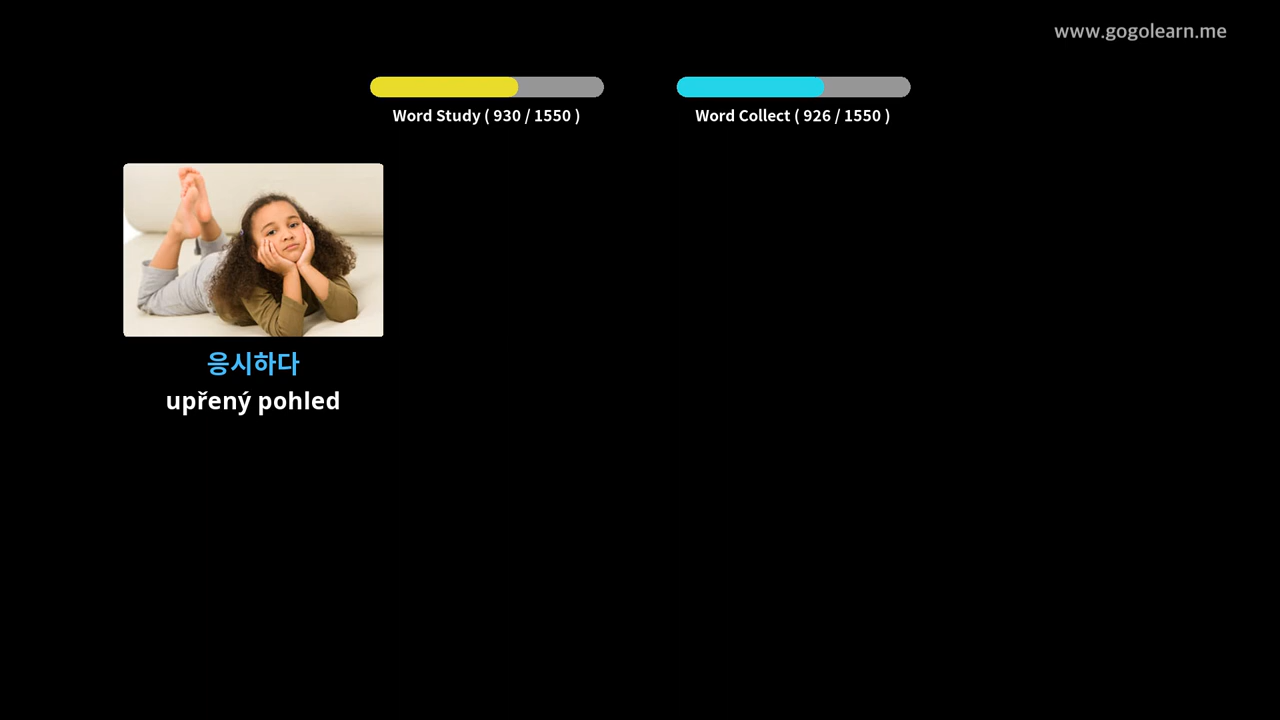 www.gogolearn.me
Word Study ( 930 / 1550 )
Word Collect ( 926 / 1550 )
응시하다
upřený pohled